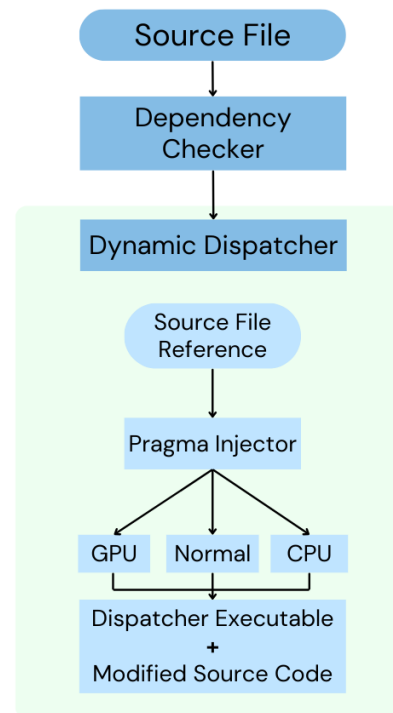 Source File
Dependency
Checker
Dynamic Dispatcher
Source File
Reference
Pragma Injector
GPU
Normal
CPU
Dispatcher Executable
+
Modified Source Code